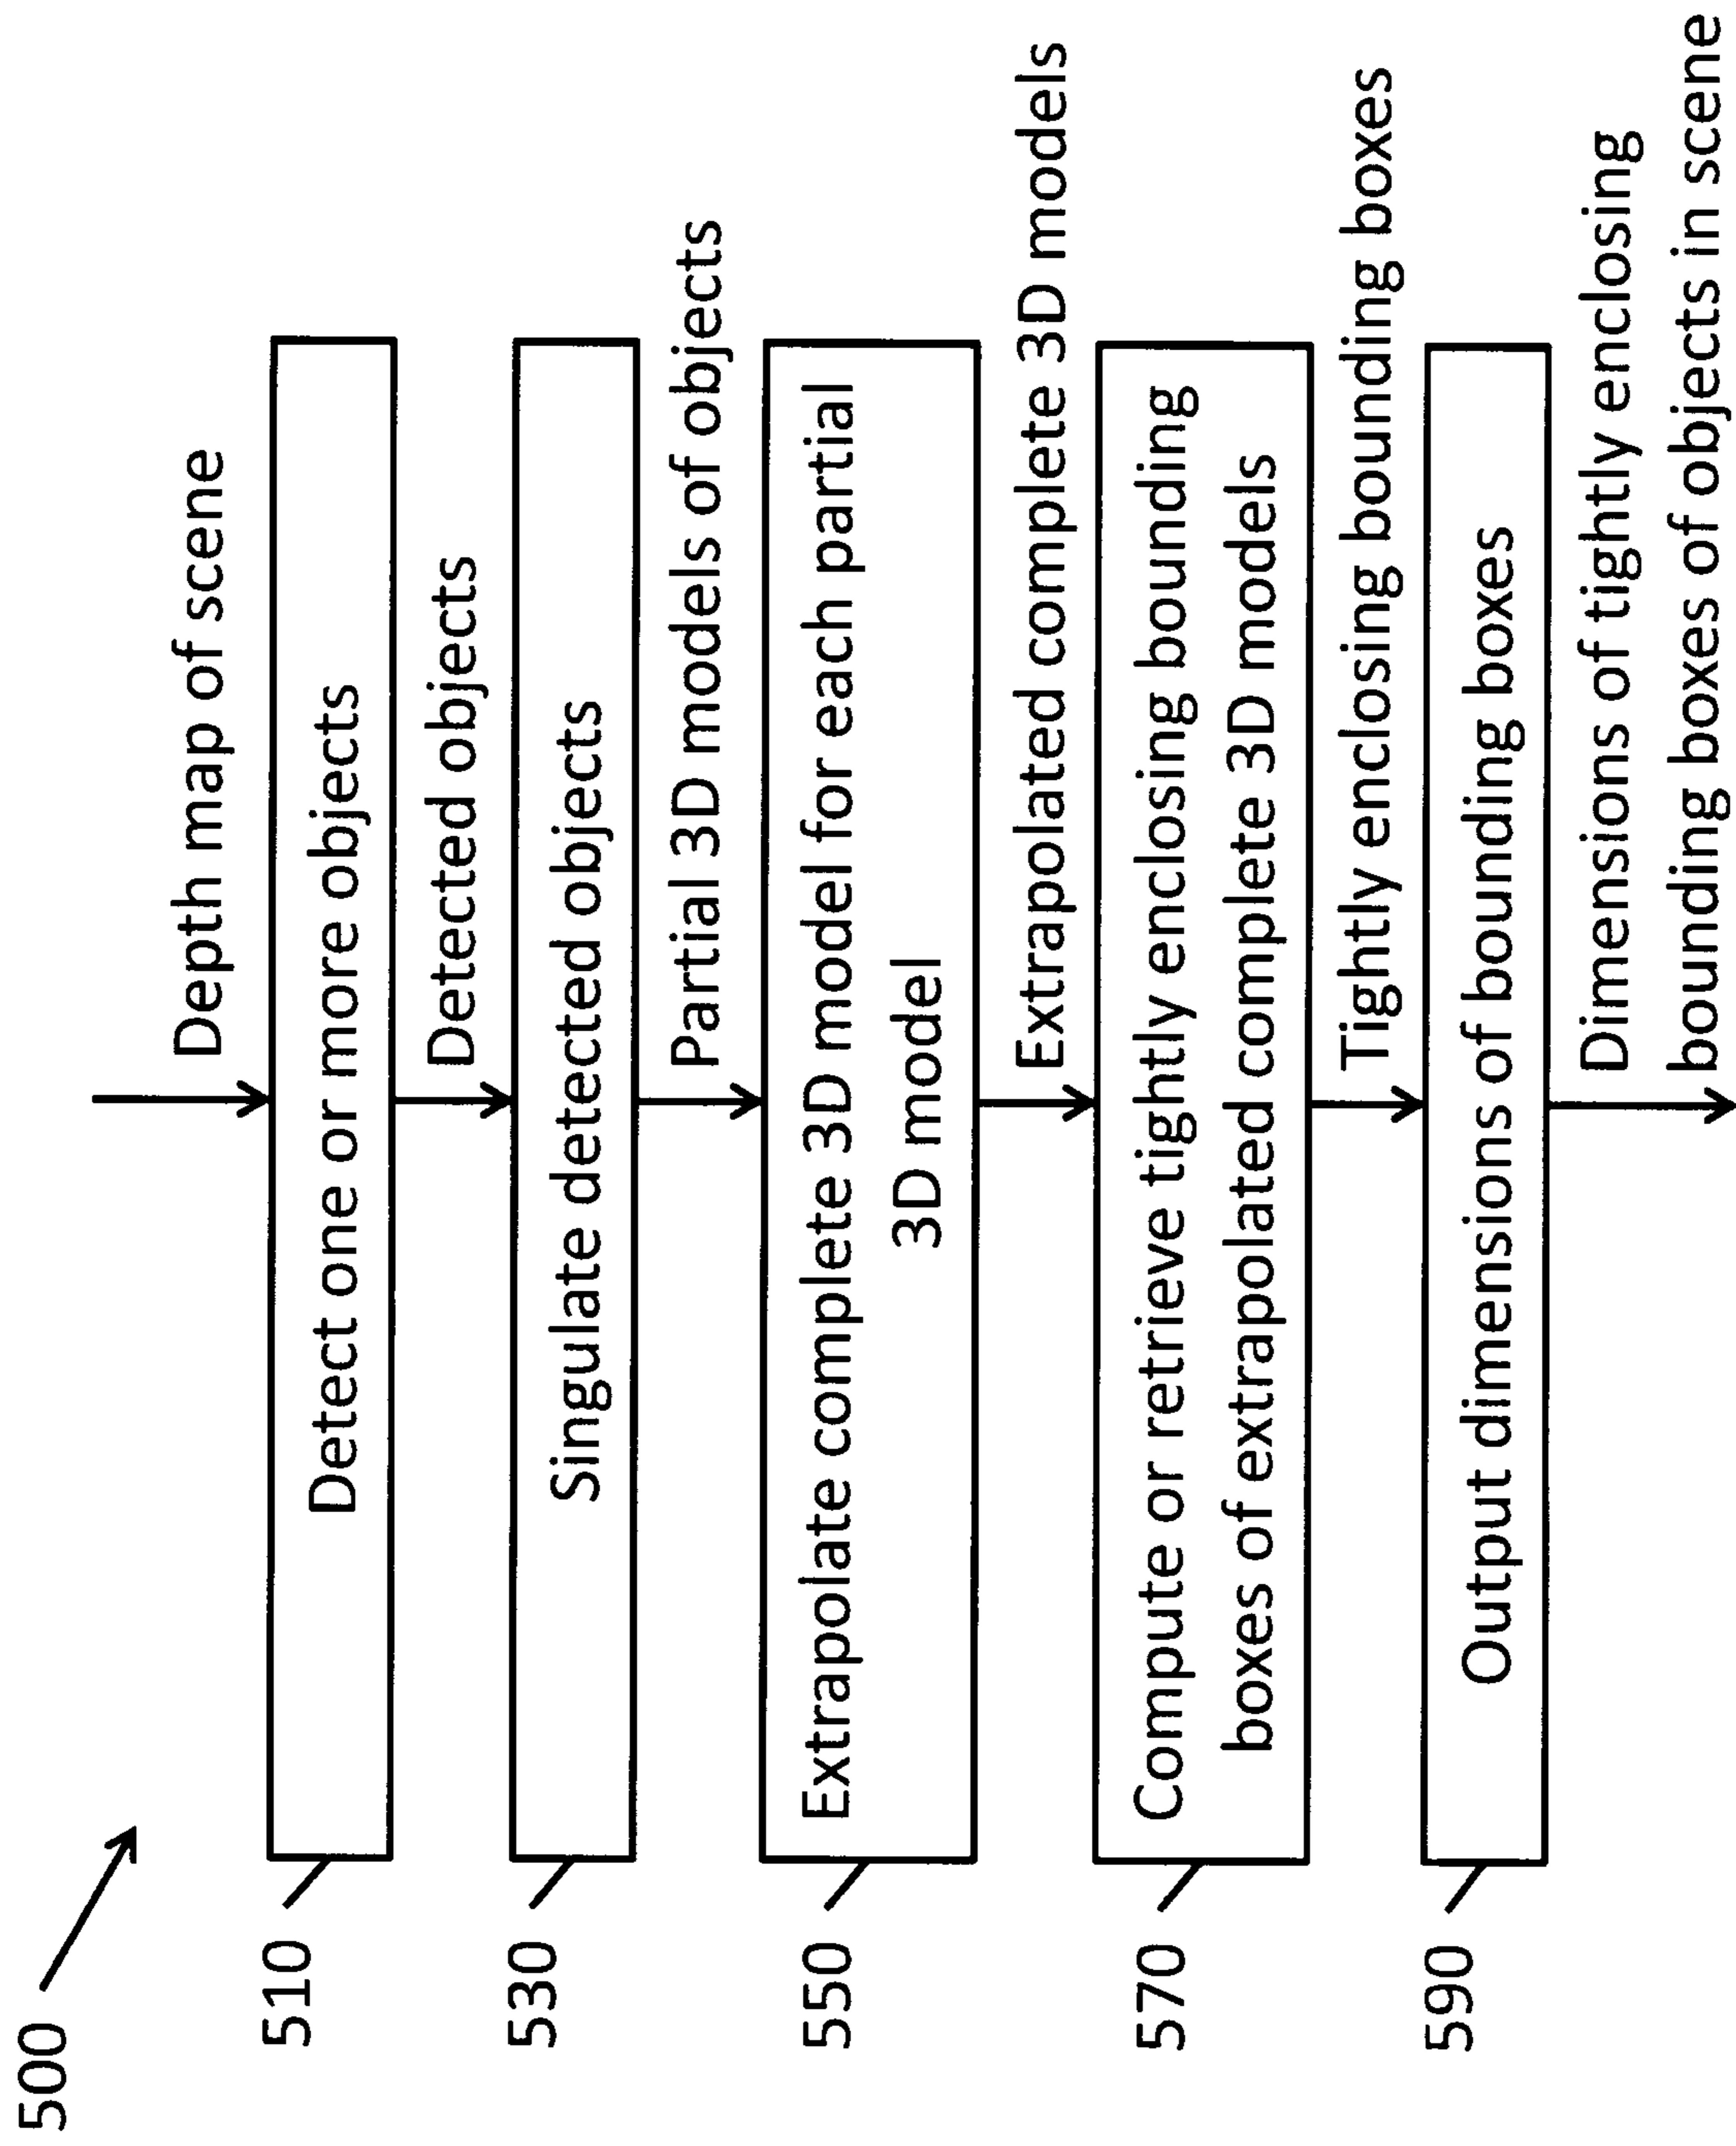 500
Depth map of scene
510
Detect one or more objects
Detected objects
530
Singulate detected objects
Partial 3D models of objects
550
Extrapolate complete 3D model for each partial
3D model
Extrapolated complete 3D models
570
Compute or retrieve tightly enclosing bounding
boxes of extrapolated complete 3D models
Tightly enclosing bounding boxes
590
Output dimensions of bounding boxes
Dimensions of tightly enclosing
bounding boxes of objects in scene